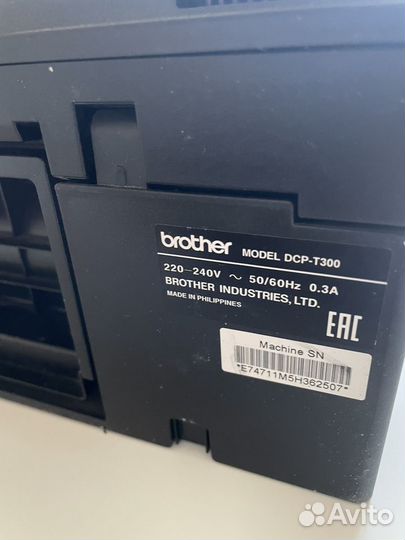 brother MODEL DCP-T300
220-240V ~ 50/60Hz 0.3A
BROTHER INDUSTRIES, LTD.
MADE IN PHILIPPINES
EAC
Machine SN
*E74711M5H362507*
Avito